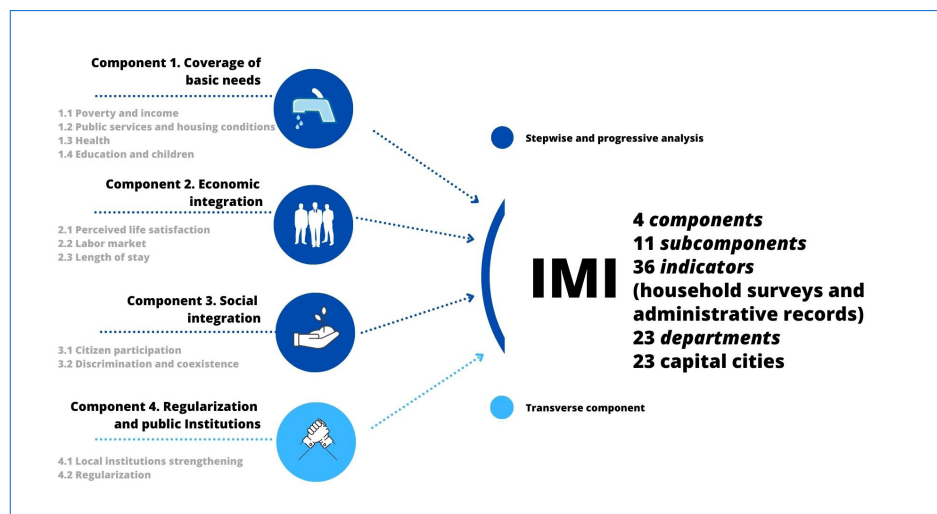 Component 1. Coverage of
basic needs
1.1 Poverty and income
1.2 Public services and housing conditions
1.3 Health
1.4 Education and children
Component 2. Economic
integration
2.1 Perceived life satisfaction
2.2 Labor market
2.3 Length of stay
Component 3. Social
integration
3.1 Citizen participation
3.2 Discrimination and coexistence
Component 4. Regularization
and public Institutions
4.1 Local institutions strengthening
4.2 Regularization
Stepwise and progressive analysis
IMI
4 components
11 subcomponents
36 indicators
(household surveys and
administrative records)
23 departments
23 capital cities
Transverse component